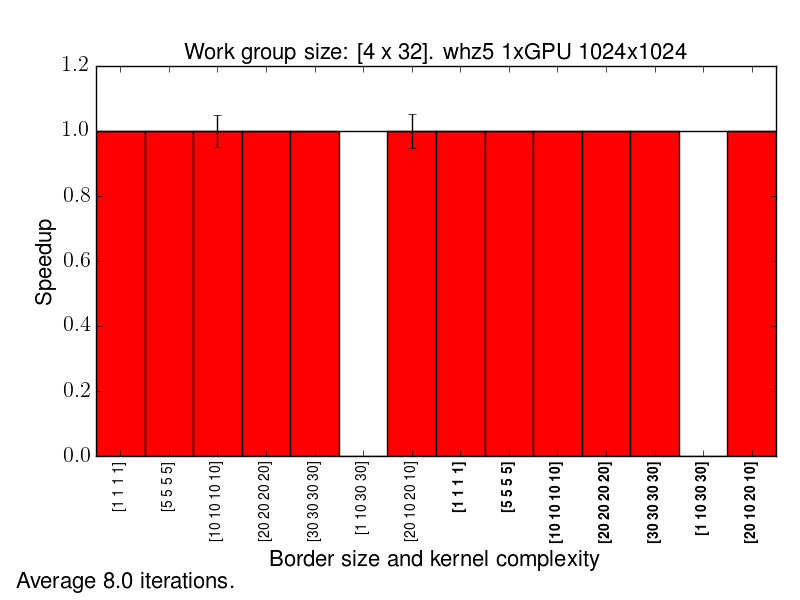 Work group size: [4 x 32]. whz5 1xGPU 1024x1024
1.2
1.0
0.8
0.6
0.4
0.2
0.0
Speedup
[1 1 1 1]
[5 5 5 5]
[10 10 10 10]
[20 20 20 20]
[30 30 30 30]
[1 10 30 30]
[20 10 20 10]
[1 1 1 1]
[5 5 5 5]
[10 10 10 10]
[20 20 20 20]
[30 30 30 30]
[1 10 30 30]
[20 10 20 10]
Border size and kernel complexity
Average 8.0 iterations.